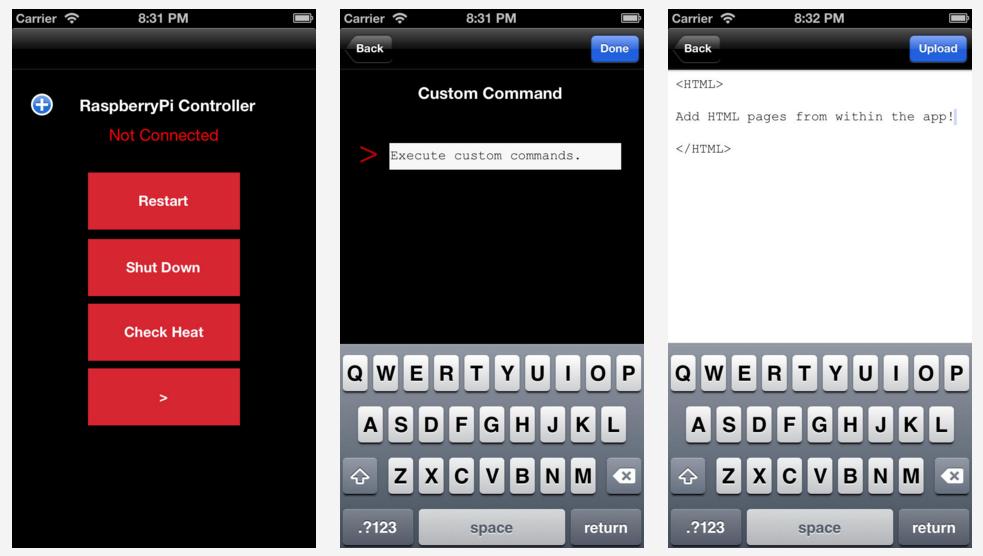 Carrier 8:31 PM
RaspberryPi Controller
Not Connected
Restart
Shut Down
Check Heat
>
Carrier 8:31 PM
Back Done
Custom Command
> Execute custom commands.
Q W E R T Y U I O P
A S D F G H J K L
Z X C V B N M
.?123 space return
Carrier 8:32 PM
Back Upload
<HTML>
Add HTML pages from within the app!
</HTML>
Q W E R T Y U I O P
A S D F G H J K L
Z X C V B N M
.?123 space return